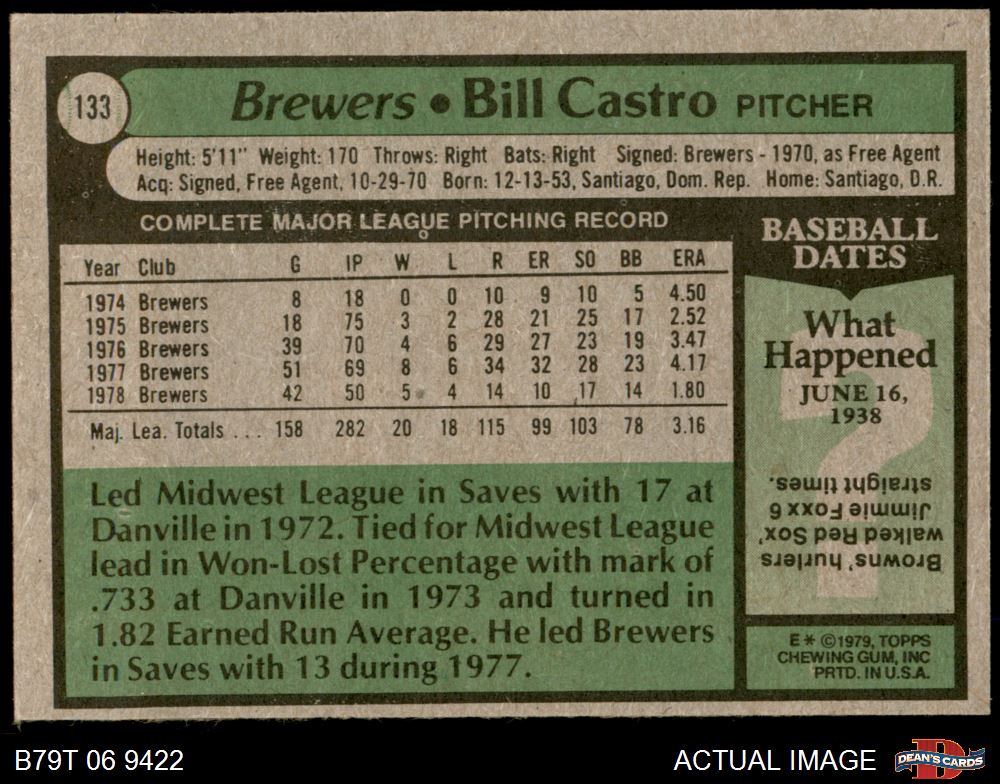 133
Brewers • Bill Castro PITCHER
Height: 5'11" Weight: 170 Throws: Right Bats: Right Signed: Brewers - 1970, as Free Agent
Acq: Signed, Free Agent, 10-29-70 Born: 12-13-53, Santiago, Dom. Rep. Home: Santiago, D.R.
COMPLETE MAJOR LEAGUE PITCHING RECORD
Year Club G IP W L R ER SO BB ERA
1974 Brewers 8 18 0 0 10 9 10 5 4.50
1975 Brewers 18 75 3 2 28 21 25 17 2.52
1976 Brewers 39 70 4 6 29 27 23 19 3.47
1977 Brewers 51 69 8 6 34 32 28 23 4.17
1978 Brewers 42 50 5 4 14 10 17 14 1.80
Maj. Lea. Totals . . . 158 282 20 18 115 99 103 78 3.16
Led Midwest League in Saves with 17 at
Danville in 1972. Tied for Midwest League
lead in Won-Lost Percentage with mark of
.733 at Danville in 1973 and turned in
1.82 Earned Run Average. He led Brewers
in Saves with 13 during 1977.
BASEBALL
DATES
What
Happened
JUNE 16,
1938
?
Browns' hurlers
walked Red Sox'
Jimmie Foxx 6
straight times.
E * ©1979, TOPPS
CHEWING GUM, INC
PRTD. IN U.S.A.
B79T 06 9422
ACTUAL IMAGE
D
DEAN'S CARDS